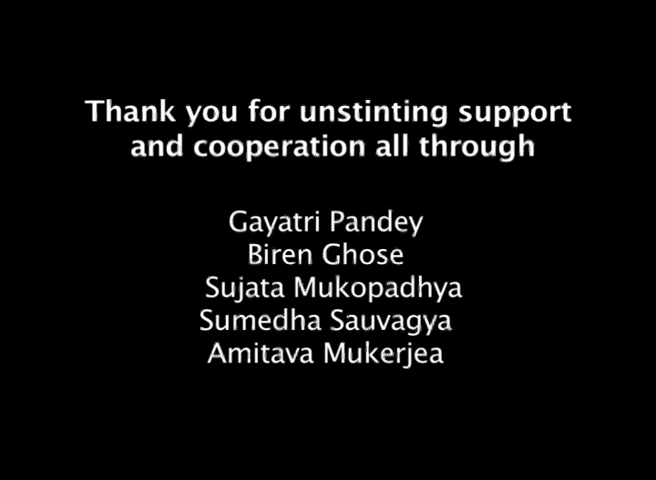 Thank you for unstinting support
and cooperation all through
Gayatri Pandey
Biren Ghose
Sujata Mukopadhya
Sumedha Sauvagya
Amitava Mukerjea